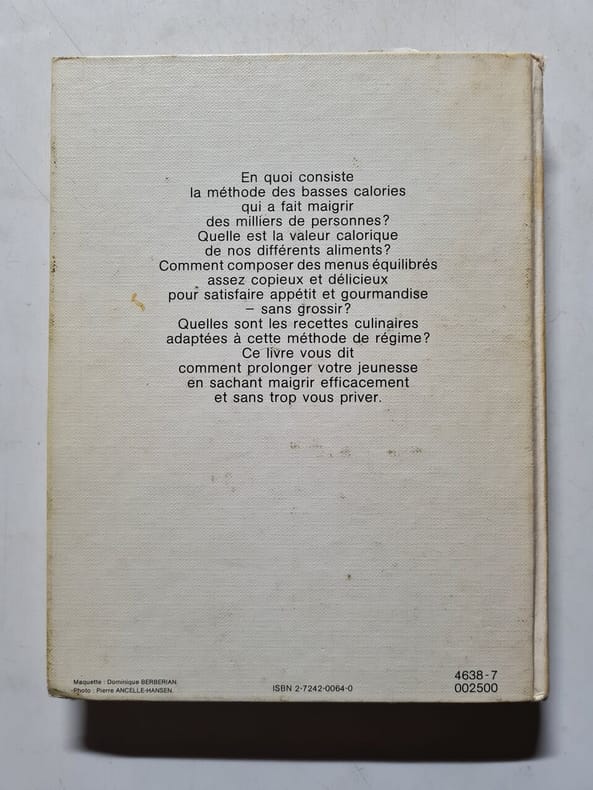 En quoi consiste
la méthode des basses calories
qui a fait maigrir
des milliers de personnes?
Quelle est la valeur calorique
de nos différents aliments?
Comment composer des menus équilibrés
assez copieux et délicieux
pour satisfaire appétit et gourmandise
– sans grossir?
Quelles sont les recettes culinaires
adaptées à cette méthode de régime?
Ce livre vous dit
comment prolonger votre jeunesse
en sachant maigrir efficacement
et sans trop vous priver.
Maquette : Dominique BERBERIAN.
Photo : Pierre ANCELLE-HANSEN.
ISBN 2-7242-0064-0
4638-7
002500